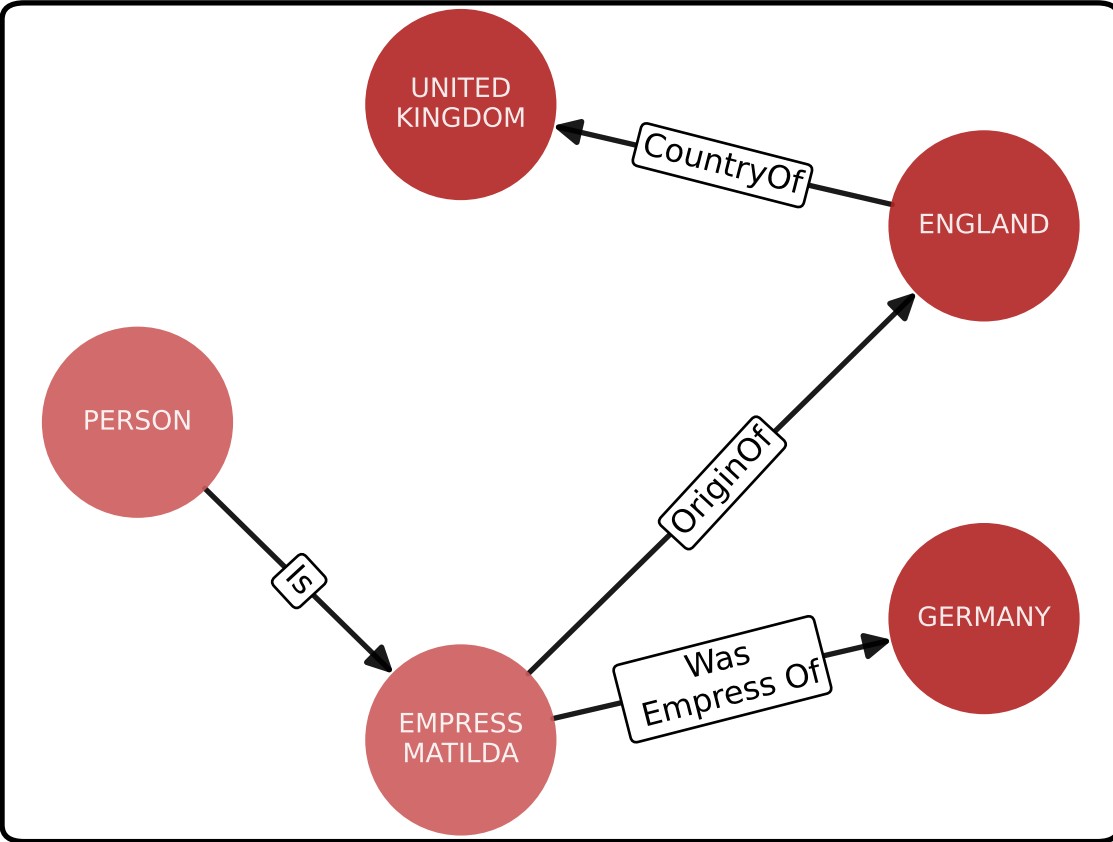 UNITED
KINGDOM
CountryOf
ENGLAND
PERSON
OriginOf
Is
Was
Empress Of
GERMANY
EMPRESS
MATILDA